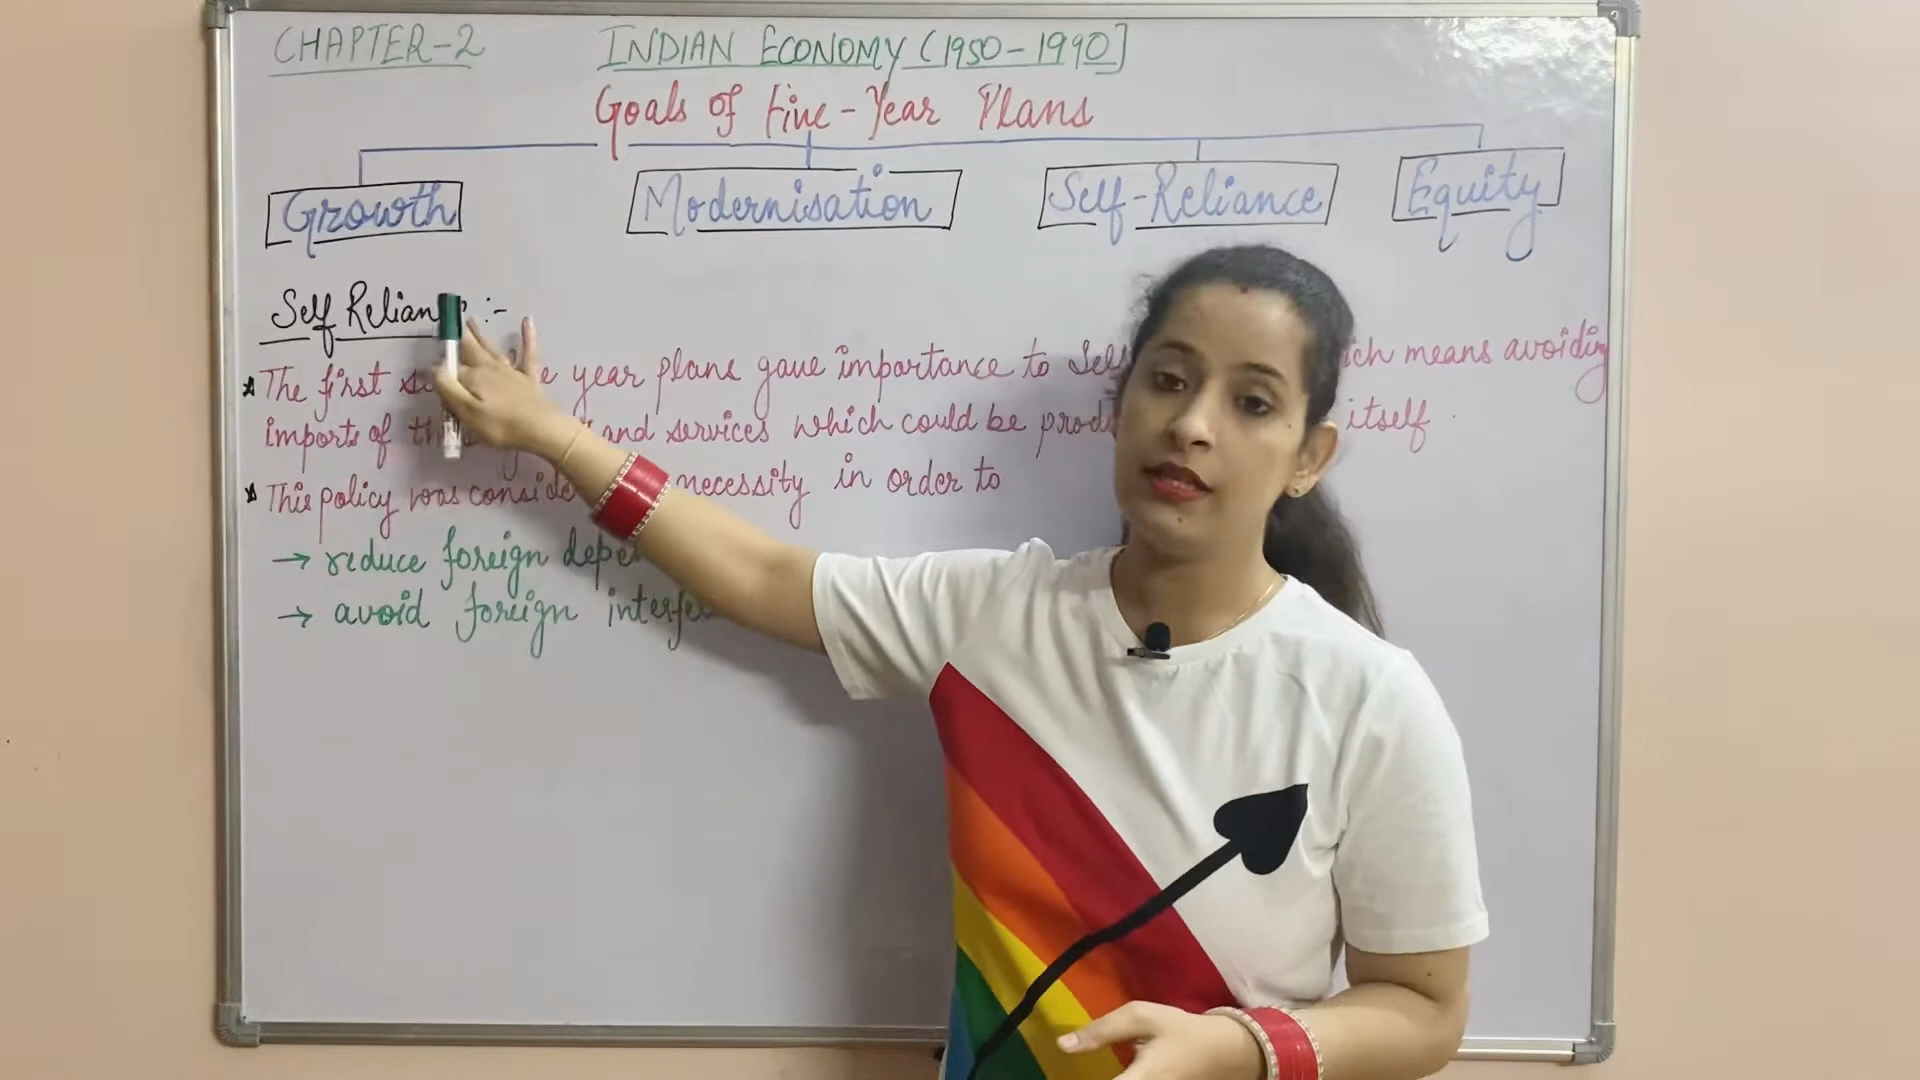 CHAPTER-2 INDIAN ECONOMY (1950-1990]
Goals of Five-Year Plans
Growth Modernisation Self-Reliance Equity
Self Relian :-
The first year plans gave importance to means avoiding
imports of and services which could be itself.
This policy was necessity in order to
→ reduce foreign
→ avoid foreign